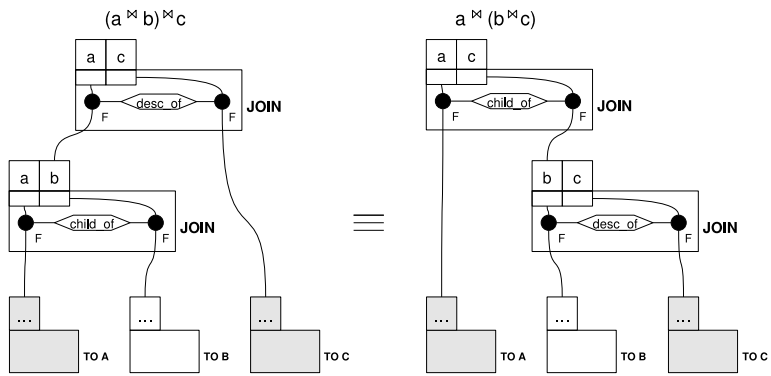 (a ⋈ b) ⋈ c
a c
desc_of
F F
JOIN
a b
child_of
F F
JOIN
... ... ...
TO A TO B TO C
≡
a ⋈ (b ⋈ c)
a c
child_of
F F
JOIN
b c
desc_of
F F
JOIN
... ... ...
TO A TO B TO C